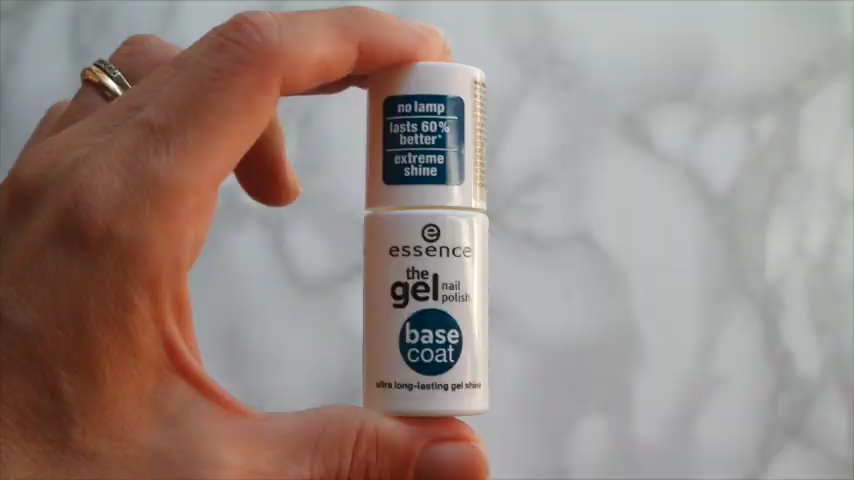 no lamp
lasts 60%
better*
extreme
shine
e
essence
the
gel nail
polish
base
coat
ultra long-lasting gel shine